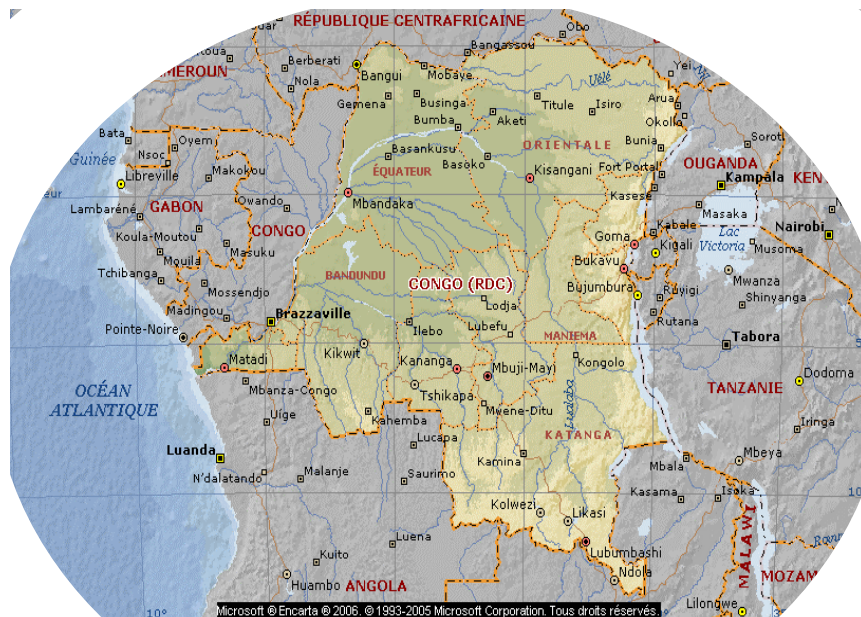 RÉPUBLIQUE CENTRAFRICAINE
Obo
Bangassou
Berberati
Nola
Bangui
Mobaye
Yei
CAMEROUN
Uélé
Gemena
Businga
Titule
Isiro
Arua
Okollo
Bumba
Aketi
Bata
Oyem
Nsoc
ORIENTALE
Bunia
Soroti
Guinée
Basankusu
Basoko
Libreville
Makokou
ÉQUATEUR
Kisangani
Fort Portal
OUGANDA
Kampala
KEN
Kasese
Mbandaka
Lambaréné
GABON
Owando
CONGO
Masaka
Kabale
Nairobi
Koula-Moutou
Masuku
Goma
Kigali
Lac
Victoria
Musoma
Mouila
Bukavu
Tchibanga
BANDUNDU
CONGO (RDC)
Bujumbura
Mwanza
Mossendjo
Lodja
Ruyigi
Shinyanga
Madingou
Brazzaville
Rutana
Pointe-Noire
Ilebo
Lubefu
MANIEMA
Tabora
Kikwit
Matadi
Kananga
Mbuji-Mayi
Kongolo
Dodoma
Mbanza-Congo
Tshikapa
TANZANIE
OCÉAN
ATLANTIQUE
Mwene-Ditu
Lualaba
Uíge
Kahemba
Iringa
Lucapa
KATANGA
Luanda
Kamina
Mbala
Mbeya
N'dalatando
Malanje
Saurimo
Kasama
Isoka
10°
Kolwezi
Likasi
MALAWI
Luena
Lubumbashi
Kuito
Huambo
ANGOLA
Ndola
MOZAM
Lilongwe
10°
Microsoft ® Encarta ® 2006. © 1993-2005 Microsoft Corporation. Tous droits réservés.